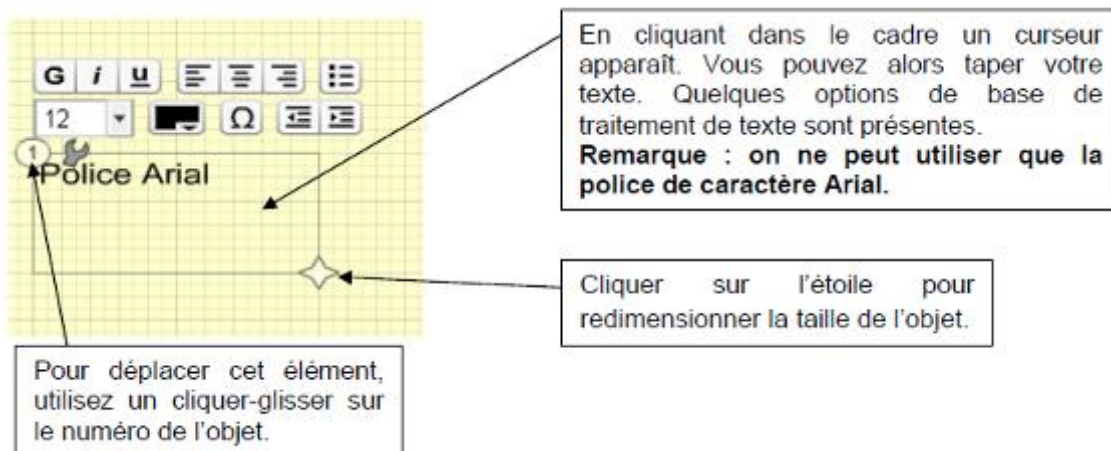 G i u
12 Ω
1
Police Arial
En cliquant dans le cadre un curseur
apparaît. Vous pouvez alors taper votre
texte. Quelques options de base de
traitement de texte sont présentes.
Remarque : on ne peut utiliser que la
police de caractère Arial.
Cliquer sur l'étoile pour
redimensionner la taille de l'objet.
Pour déplacer cet élément,
utilisez un cliquer-glisser sur
le numéro de l'objet.